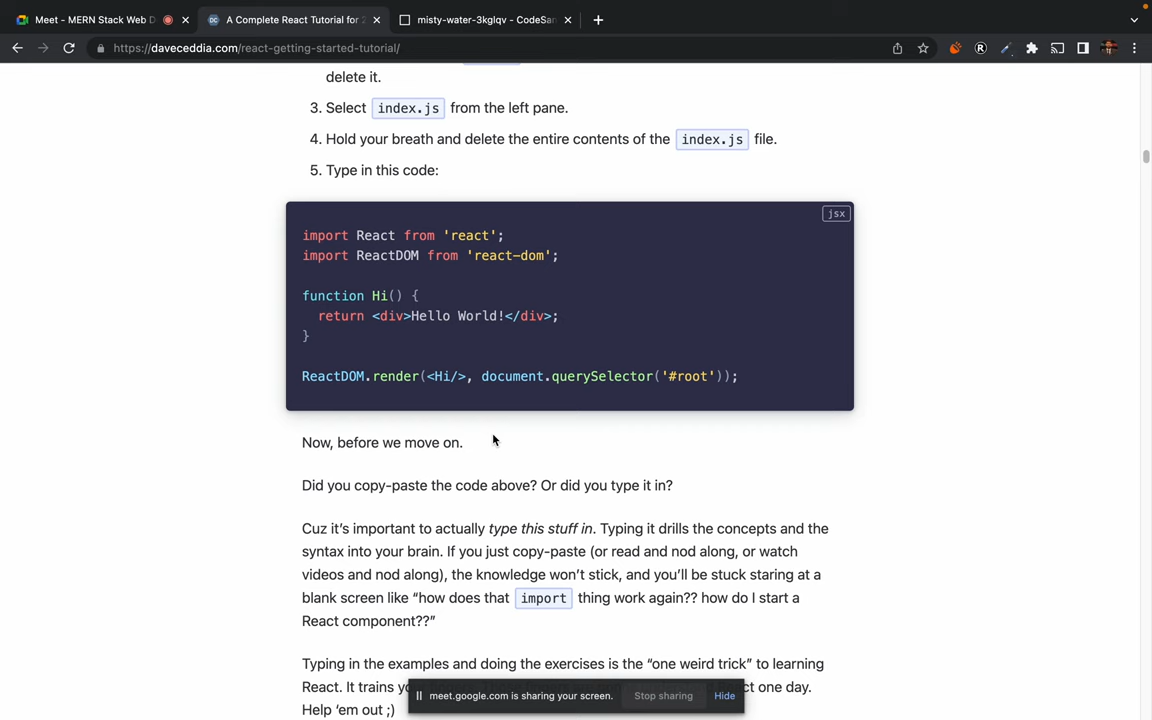 Meet - MERN Stack Web D
A Complete React Tutorial for 2
misty-water-3kglqv - CodeSan
https://daveceddia.com/react-getting-started-tutorial/
delete it.
3. Select index.js from the left pane.
4. Hold your breath and delete the entire contents of the index.js file.
5. Type in this code:
jsx
import React from 'react';
import ReactDOM from 'react-dom';
function Hi() {
return <div>Hello World!</div>;
}
ReactDOM.render(<Hi/>, document.querySelector('#root'));
Now, before we move on.
Did you copy-paste the code above? Or did you type it in?
Cuz it's important to actually type this stuff in. Typing it drills the concepts and the
syntax into your brain. If you just copy-paste (or read and nod along, or watch
videos and nod along), the knowledge won't stick, and you'll be stuck staring at a
blank screen like "how does that import thing work again?? how do I start a
React component??"
Typing in the examples and doing the exercises is the "one weird trick" to learning
React. It trains yo
ct one day.
meet.google.com is sharing your screen. Stop sharing Hide
Help 'em out ;)